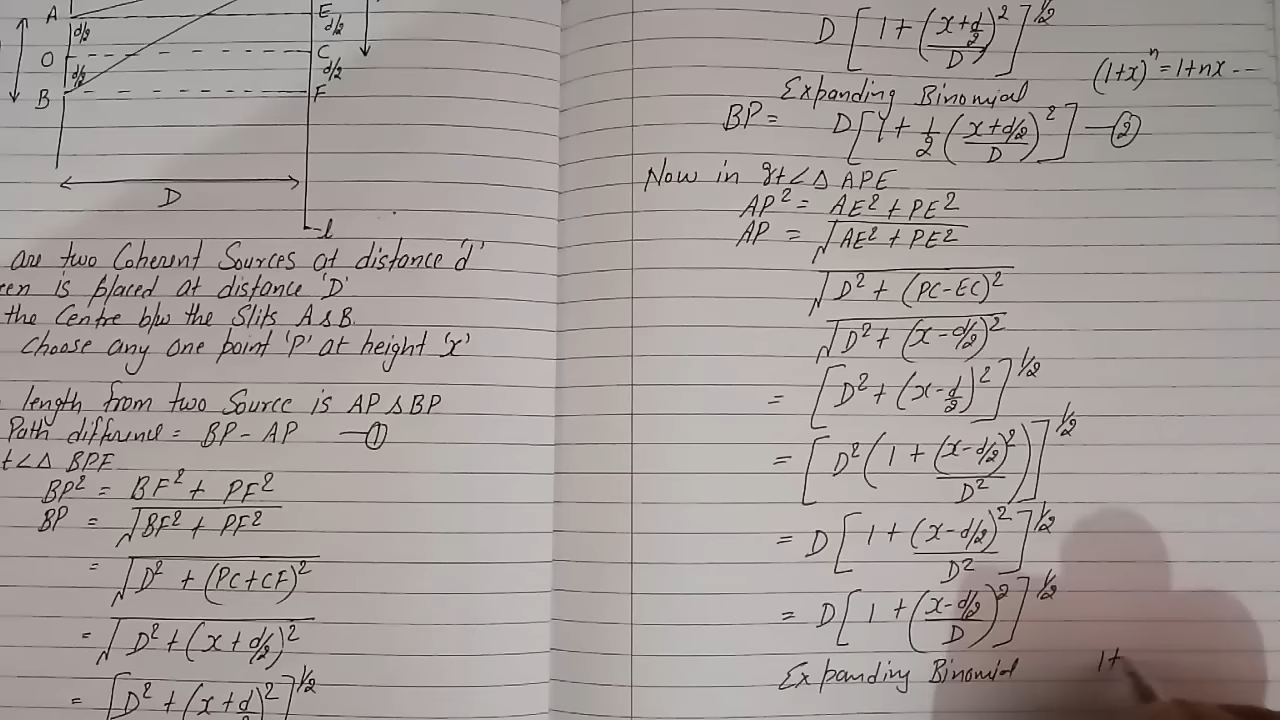 A
d/2
O
d/2
B
E
d/2
C
d/2
F
D
L
are two Coherent Sources at distance 'd'
een is placed at distance 'D'
the Centre b/w the Slits A & B.
Choose any one point 'P' at height 'x'
length from two Source is AP & BP
Path difference = BP - AP —①
t∠Δ BPF
BP² = BF² + PF²
BP = √(BF² + PF²)
= √(D² + (PC+CF)²)
= √(D² + (x+d/2)²)
= [D² + (x+d/2)²]^1/2
D[1 + ((x+d/2)/D)²]^1/2
(1+x)^n = 1+nx---
Expanding Binomial
BP = D[1 + 1/2((x+d/2)/D)²] —②
Now in rt∠Δ APE
AP² = AE² + PE²
AP = √(AE² + PE²)
√(D² + (PC-EC)²)
√(D² + (x-d/2)²)
= [D² + (x-d/2)²]^1/2
= [D²(1 + (x-d/2)²/D²)]^1/2
= D[1 + (x-d/2)²/D²]^1/2
= D[1 + ((x-d/2)/D)²]^1/2
Expanding Binomial 1+